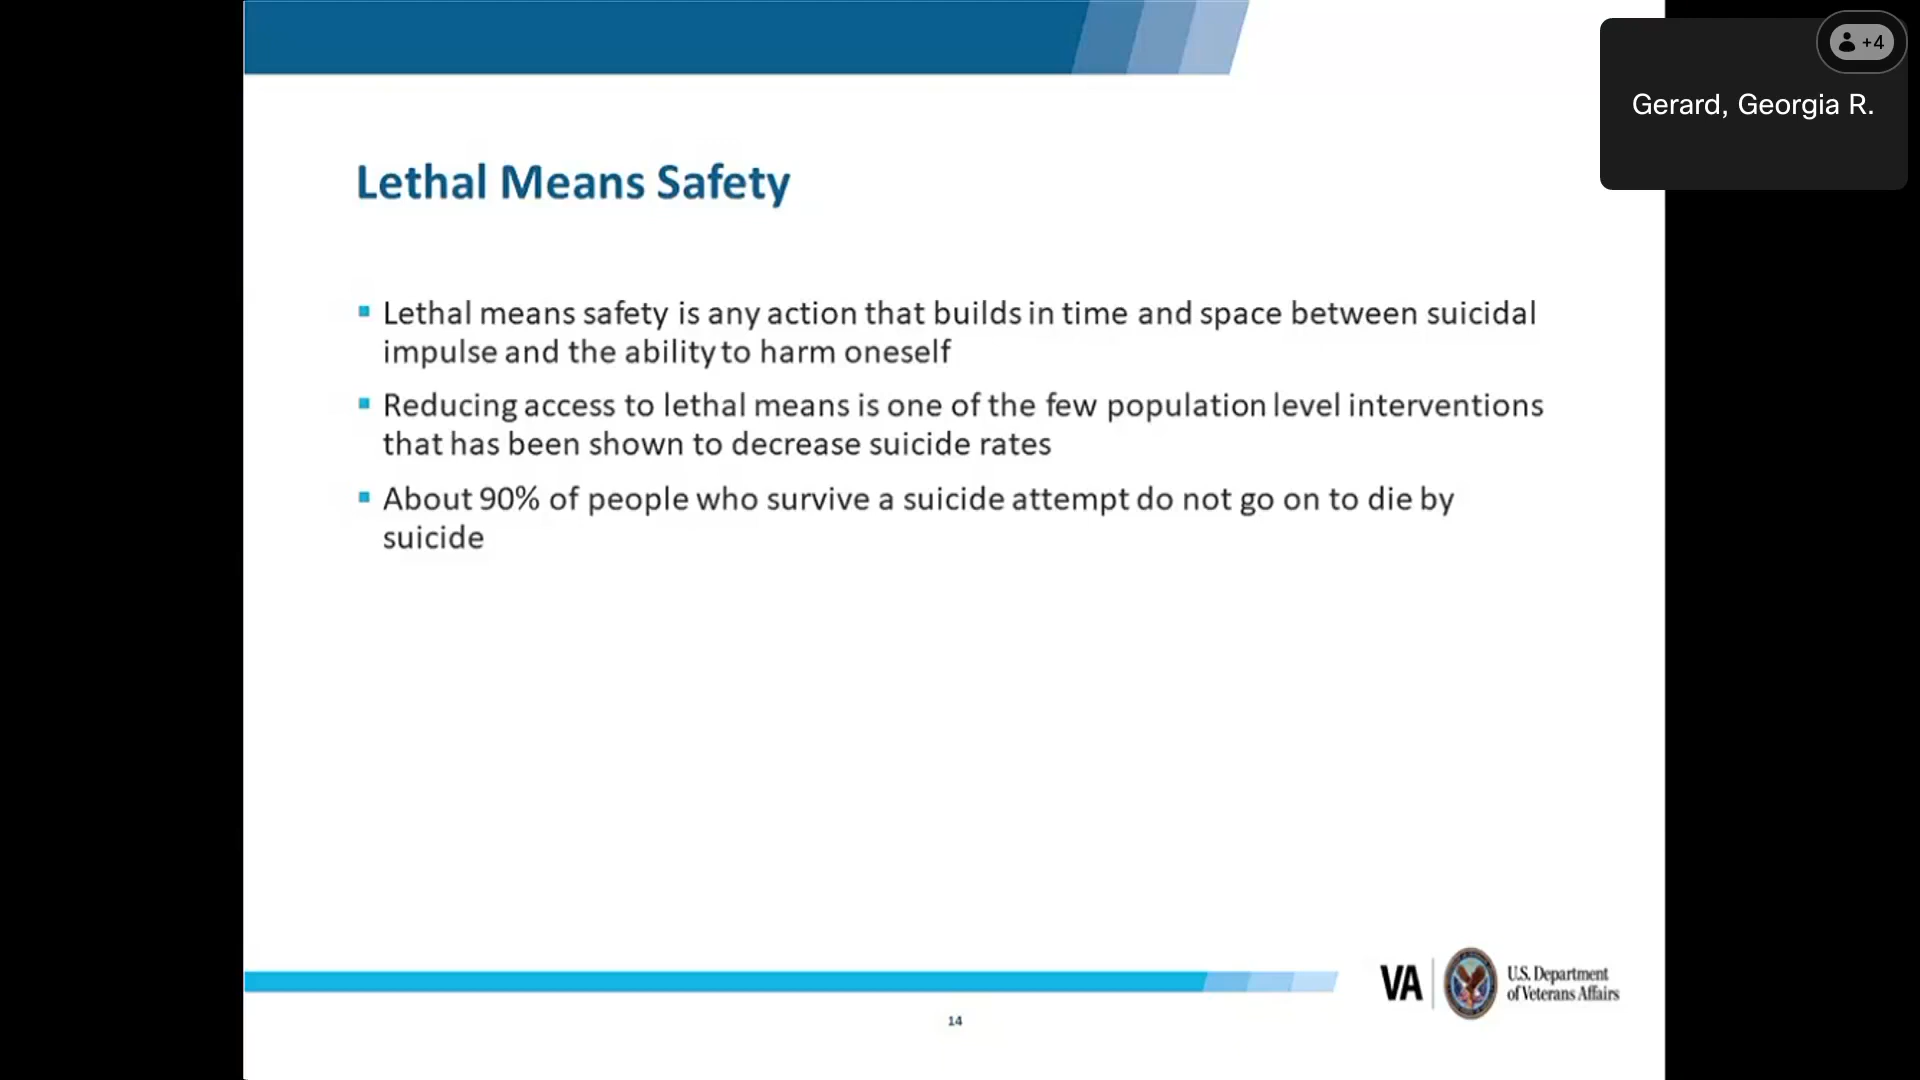 +4
Gerard, Georgia R.
Lethal Means Safety
Lethal means safety is any action that builds in time and space between suicidal
impulse and the ability to harm oneself
Reducing access to lethal means is one of the few population level interventions
that has been shown to decrease suicide rates
About 90% of people who survive a suicide attempt do not go on to die by
suicide
VA
U.S. Department
of Veterans Affairs
14